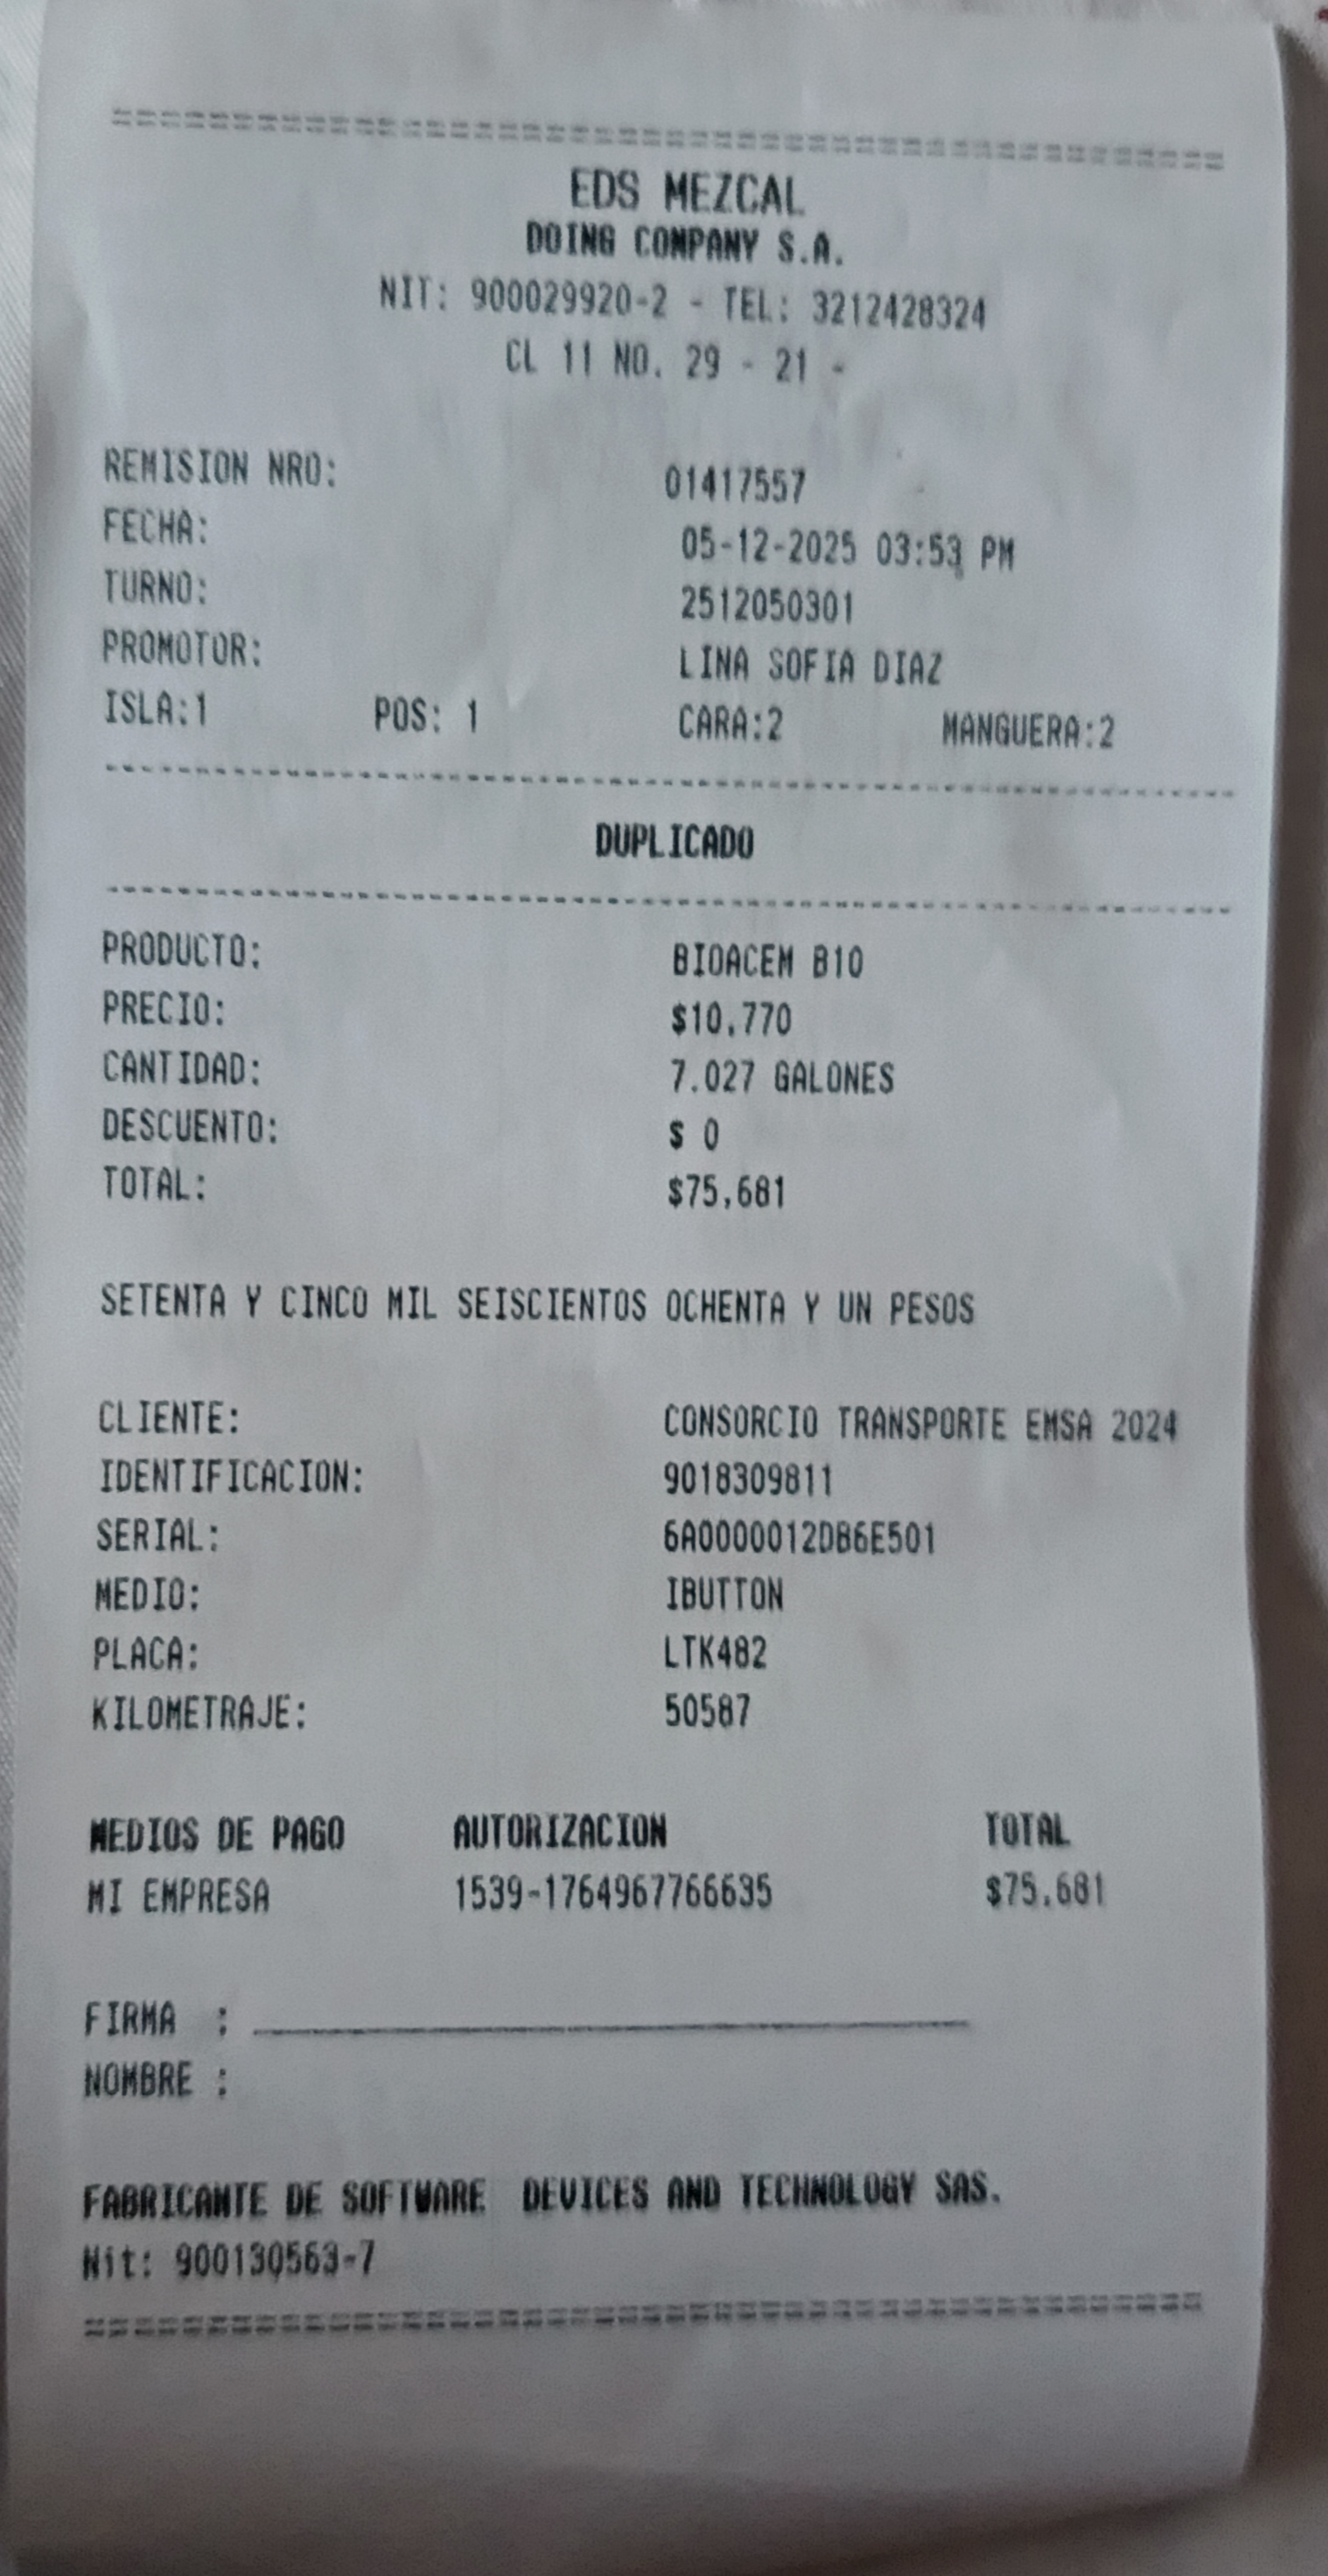 ================================================
EDS MEZCAL
DOING COMPANY S.A.
NIT: 900029920-2 - TEL: 3212428324
CL 11 NO. 29 - 21 -
REMISION NRO: 01417557
FECHA: 05-12-2025 03:53 PM
TURNO: 2512050301
PROMOTOR: LINA SOFIA DIAZ
ISLA:1 POS: 1 CARA:2 MANGUERA:2
DUPLICADO
PRODUCTO: BIOACEM B10
PRECIO: $10,770
CANTIDAD: 7.027 GALONES
DESCUENTO: $ 0
TOTAL: $75,681
SETENTA Y CINCO MIL SEISCIENTOS OCHENTA Y UN PESOS
CLIENTE: CONSORCIO TRANSPORTE EMSA 2024
IDENTIFICACION: 9018309811
SERIAL: 6A0000012DB6E501
MEDIO: IBUTTON
PLACA: LTK482
KILOMETRAJE: 50587
MEDIOS DE PAGO AUTORIZACION TOTAL
MI EMPRESA 1539-1764967766635 $75,681
FIRMA :
NOMBRE :
FABRICANTE DE SOFTWARE DEVICES AND TECHNOLOGY SAS.
Nit: 900130563-7
================================================